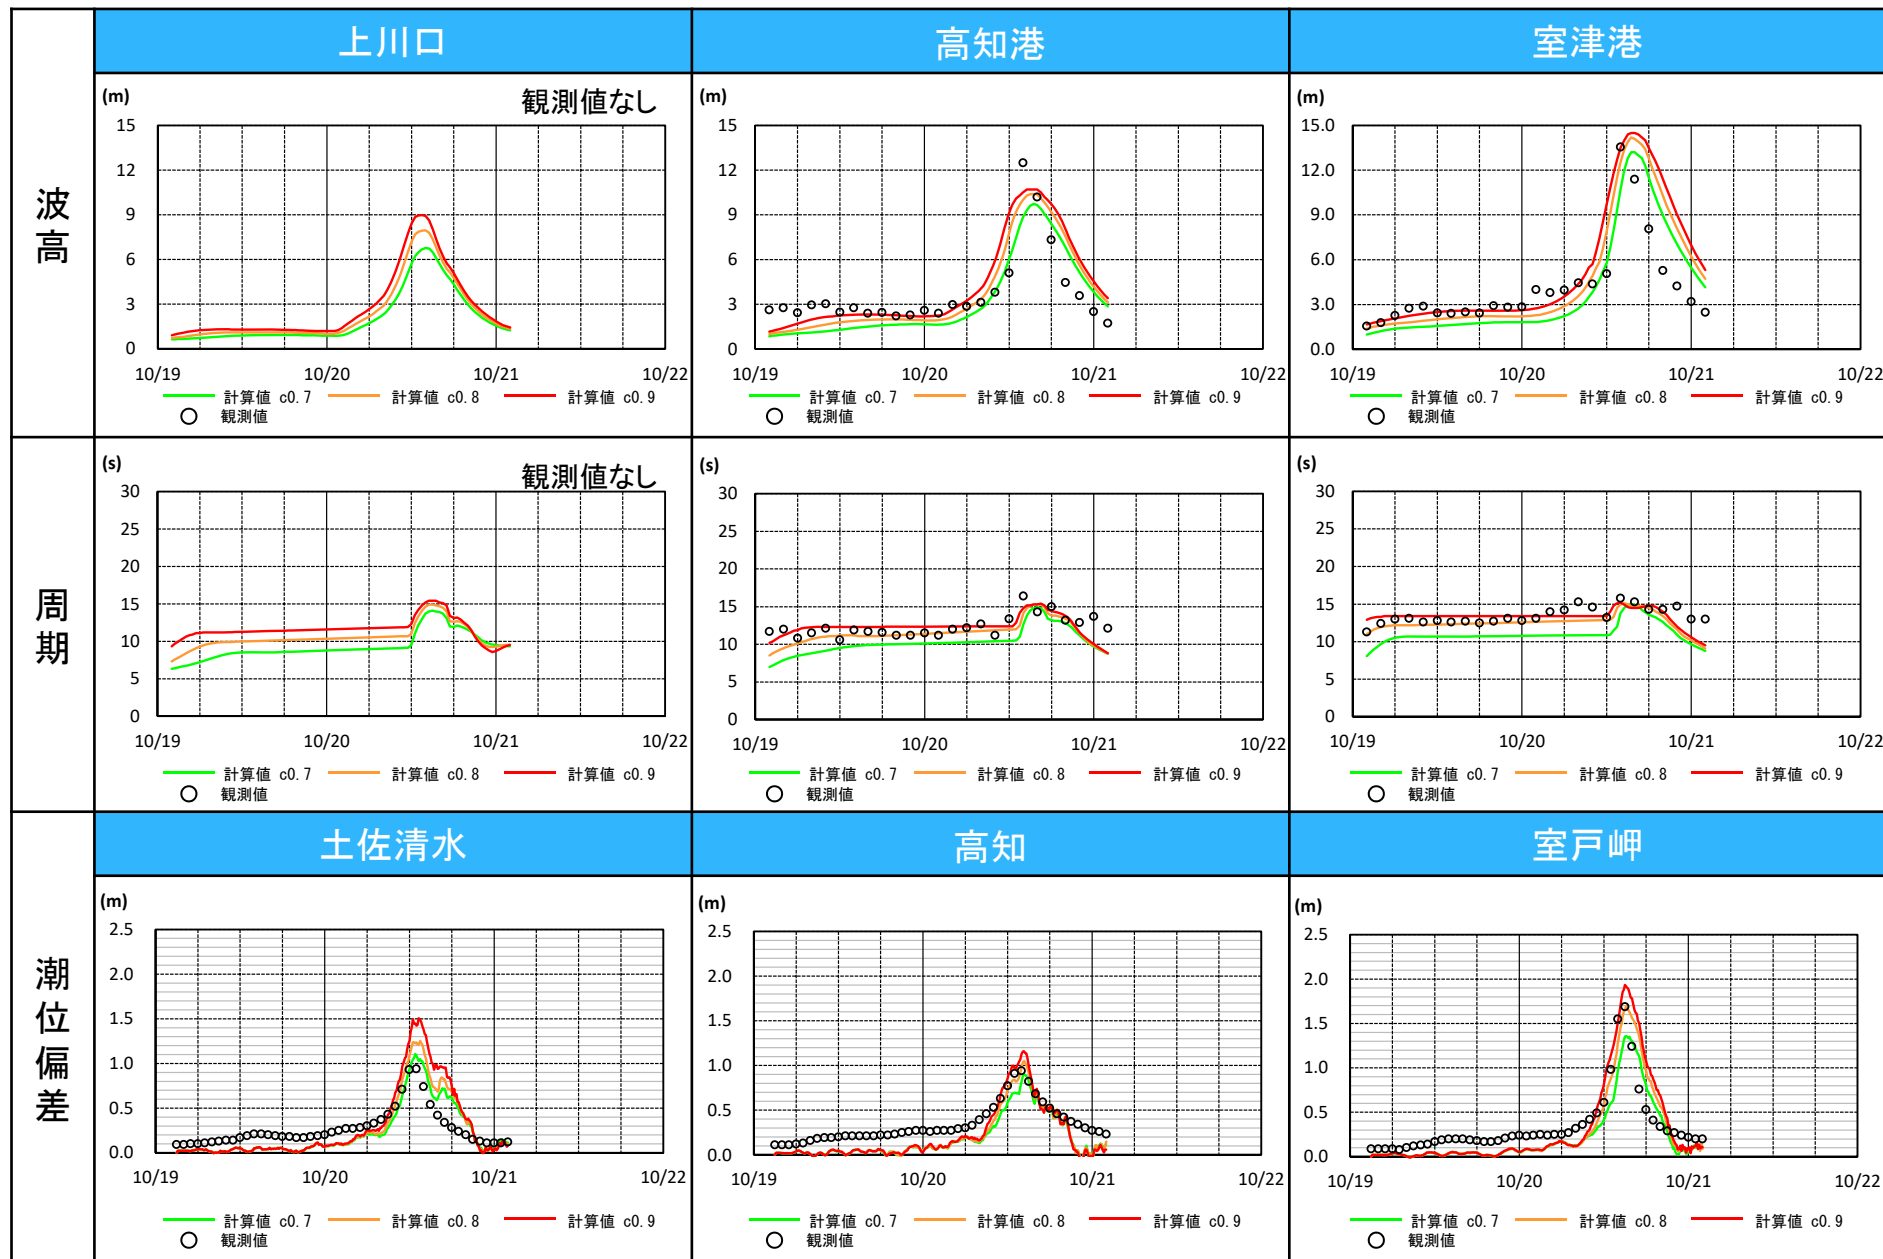 上川口
高知港
室津港
波高
(m)
観測値なし
15
12
9
6
3
0
10/19
10/20
10/21
10/22
計算値 c0.7
計算値 c0.8
計算値 c0.9
観測値
(m)
15
12
9
6
3
0
10/19
10/20
10/21
10/22
計算値 c0.7
計算値 c0.8
計算値 c0.9
観測値
(m)
15.0
12.0
9.0
6.0
3.0
0.0
10/19
10/20
10/21
10/22
計算値 c0.7
計算値 c0.8
計算値 c0.9
観測値
周期
(s)
観測値なし
30
25
20
15
10
5
0
10/19
10/20
10/21
10/22
計算値 c0.7
計算値 c0.8
計算値 c0.9
観測値
(s)
30
25
20
15
10
5
0
10/19
10/20
10/21
10/22
計算値 c0.7
計算値 c0.8
計算値 c0.9
観測値
(s)
30
25
20
15
10
5
0
10/19
10/20
10/21
10/22
計算値 c0.7
計算値 c0.8
計算値 c0.9
観測値
土佐清水
高知
室戸岬
潮位偏差
(m)
2.5
2.0
1.5
1.0
0.5
0.0
10/19
10/20
10/21
10/22
計算値 c0.7
計算値 c0.8
計算値 c0.9
観測値
(m)
2.5
2.0
1.5
1.0
0.5
0.0
10/19
10/20
10/21
10/22
計算値 c0.7
計算値 c0.8
計算値 c0.9
観測値
(m)
2.5
2.0
1.5
1.0
0.5
0.0
10/19
10/20
10/21
10/22
計算値 c0.7
計算値 c0.8
計算値 c0.9
観測値